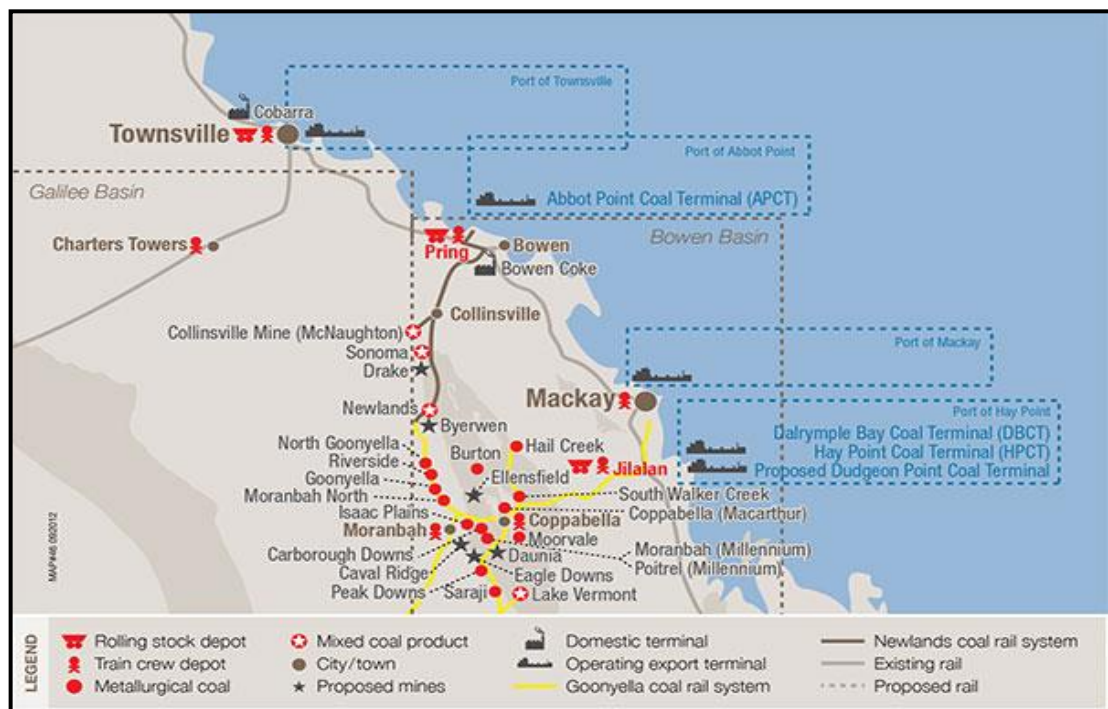 Port of Townsville
Cobarra
Townsville
Port of Abbot Point
Galilee Basin
Abbot Point Coal Terminal (APCT)
Charters Towers
Bowen Basin
Pring
Bowen
Bowen Coke
Collinsville
Collinsville Mine (McNaughton)
Port of Mackay
Sonoma
Drake
Mackay
Newlands
Port of Hay Point
Byerwen
Dalrymple Bay Coal Terminal (DBCT)
North Goonyella
Burton
Hail Creek
Hay Point Coal Terminal (HPCT)
Riverside
Jilalan
Proposed Dudgeon Point Coal Terminal
Goonyella
Ellensfield
Moranbah North
South Walker Creek
Isaac Plains
Coppabella (Macarthur)
Moranbah
Coppabella
Moorvale
Carborough Downs
Daunia
Moranbah (Millennium)
Caval Ridge
Eagle Downs
Poitrel (Millennium)
Peak Downs
Saraji
Lake Vermont
MAP#46 092012
LEGEND
Rolling stock depot
Mixed coal product
Domestic terminal
Newlands coal rail system
Train crew depot
City/town
Operating export terminal
Existing rail
Metallurgical coal
Proposed mines
Goonyella coal rail system
Proposed rail